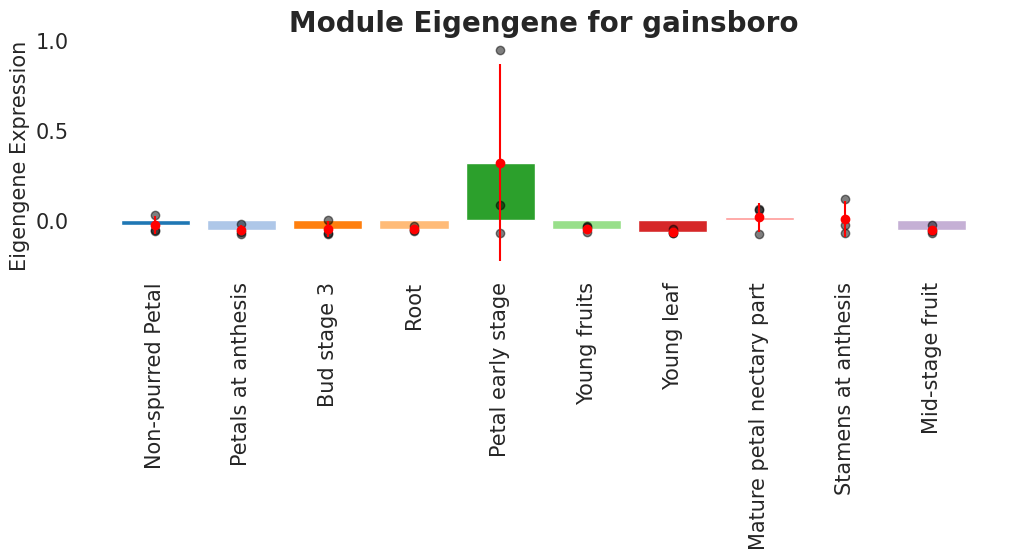 Module Eigengene for gainsboro
Eigengene Expression
1.0
0.5
0.0
Non-spurred Petal
Petals at anthesis
Bud stage 3
Root
Petal early stage
Young fruits
Young leaf
Mature petal nectary part
Stamens at anthesis
Mid-stage fruit